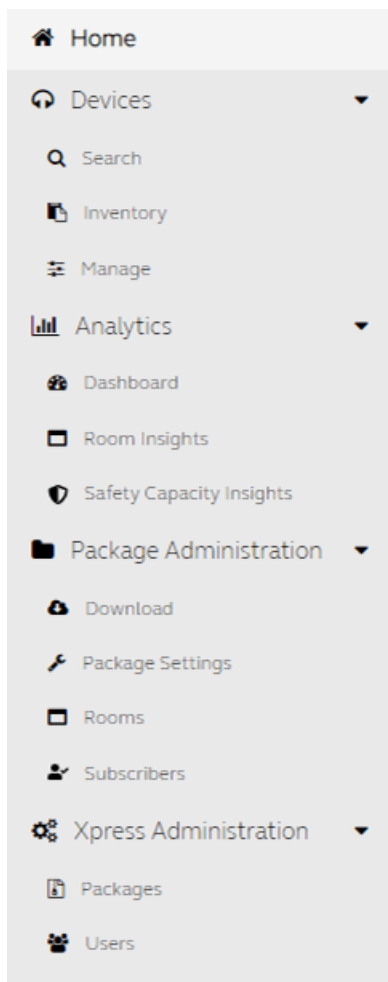 Home
Devices
Search
Inventory
Manage
Analytics
Dashboard
Room Insights
Safety Capacity Insights
Package Administration
Download
Package Settings
Rooms
Subscribers
Xpress Administration
Packages
Users